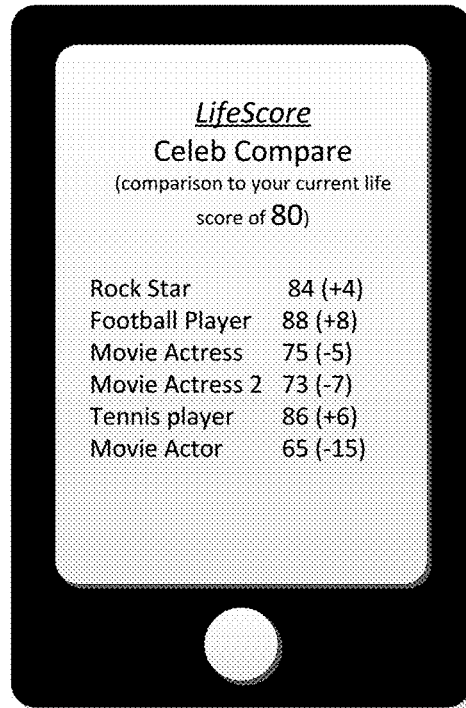 LifeScore
Celeb Compare
(comparison to your current life
score of 80)
Rock Star 84 (+4)
Football Player 88 (+8)
Movie Actress 75 (-5)
Movie Actress 2 73 (-7)
Tennis player 86 (+6)
Movie Actor 65 (-15)